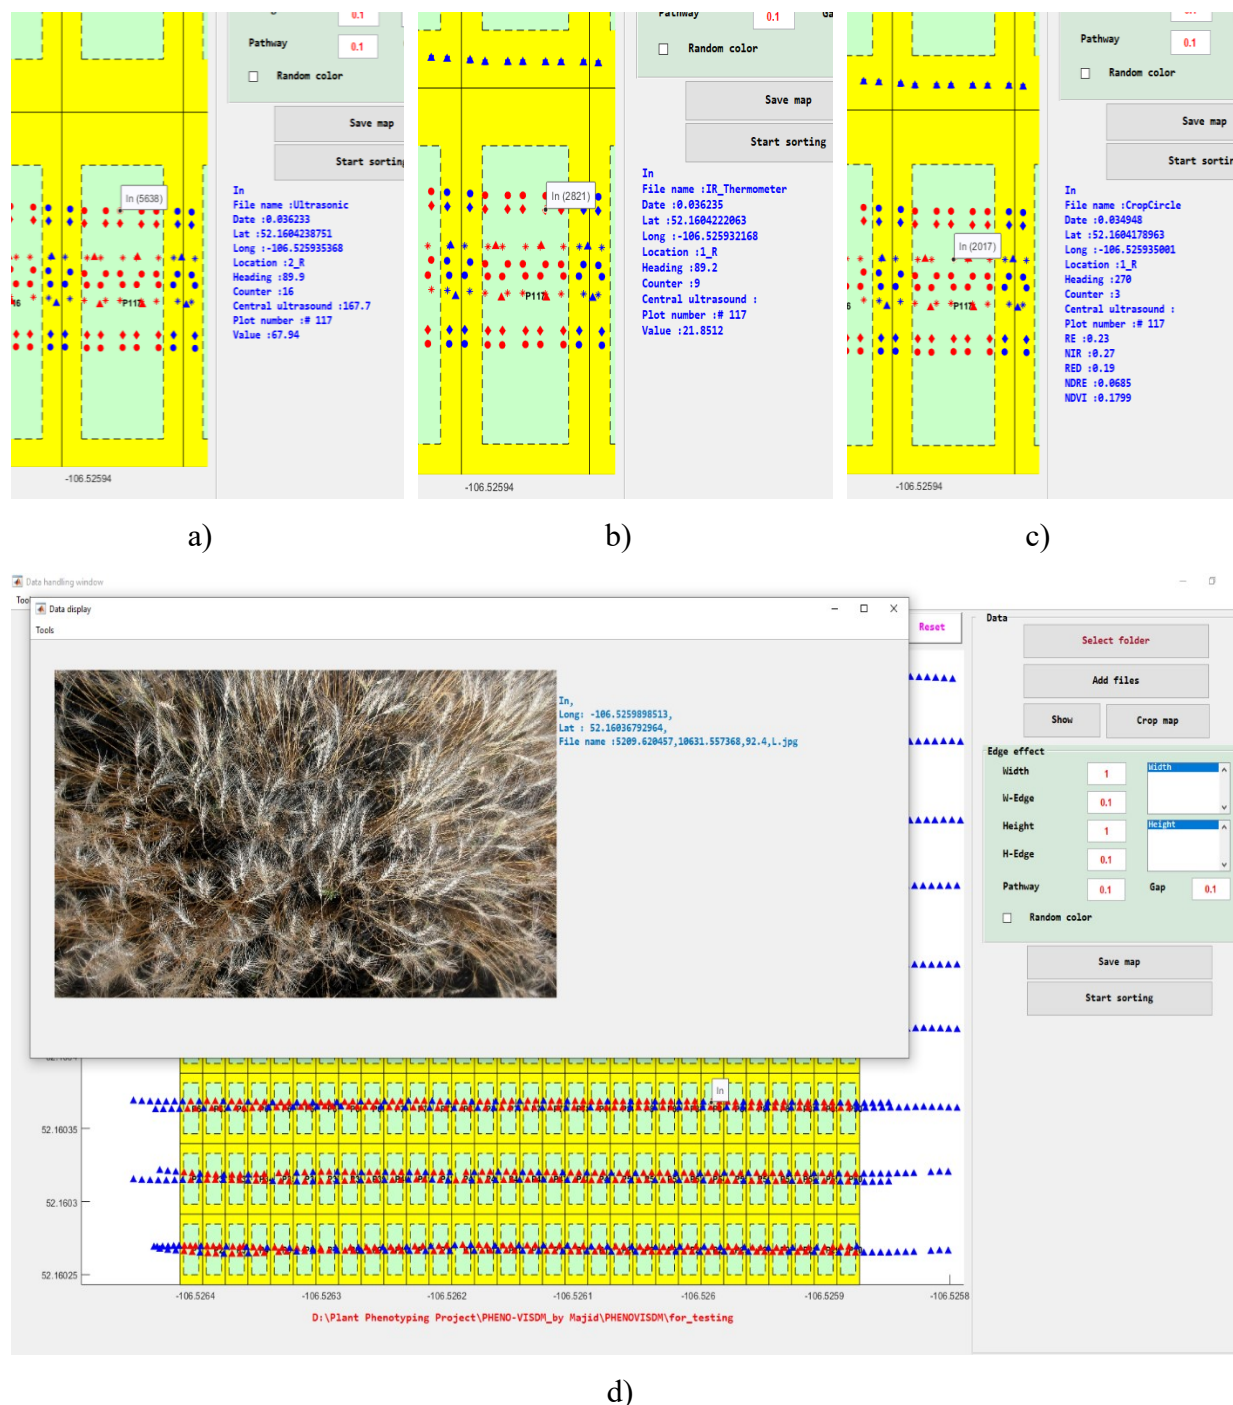 0.1
Pathway
0.1
Random color
Save map
Start sorting
In (5638)
In
File name :Ultrasonic
Date :0.036233
Lat :52.1604238751
Long :-106.525935368
Location :2_R
Heading :89.9
Counter :16
Central ultrasound :167.7
Plot number :# 117
Value :67.94
P117
-106.52594
a)
Pathway
0.1
Random color
Save map
Start sorting
In (2821)
In
File name :IR_Thermometer
Date :0.036235
Lat :52.1604222063
Long :-106.525932168
Location :1_R
Heading :89.2
Counter :9
Central ultrasound :
Plot number :# 117
Value :21.8512
P117
-106.52594
b)
Pathway
0.1
Random color
Save map
Start sorting
In (2017)
In
File name :CropCircle
Date :0.034948
Lat :52.1604178963
Long :-106.525935001
Location :1_R
Heading :270
Counter :3
Central ultrasound :
Plot number :# 117
RE :0.23
NIR :0.27
RED :0.19
NDRE :0.0685
NDVI :0.1799
P117
-106.52594
c)
Data handling window
Data display
Tools
Reset
In,
Long: -106.5259898513,
Lat : 52.16036792964,
File name :5209.620457,10631.557368,92.4,L.jpg
Data
Select folder
Add files
Show Crop map
Edge effect
Width 1 Width
W-Edge 0.1
Height 1 Height
H-Edge 0.1
Pathway 0.1 Gap 0.1
Random color
Save map
Start sorting
In
52.16035
52.1603
52.16025
-106.5264 -106.5263 -106.5262 -106.5261 -106.526 -106.5259 -106.5258
D:\Plant Phenotyping Project\PHENO-VISDM_by Majid\PHENOVISDM\for_testing
d)